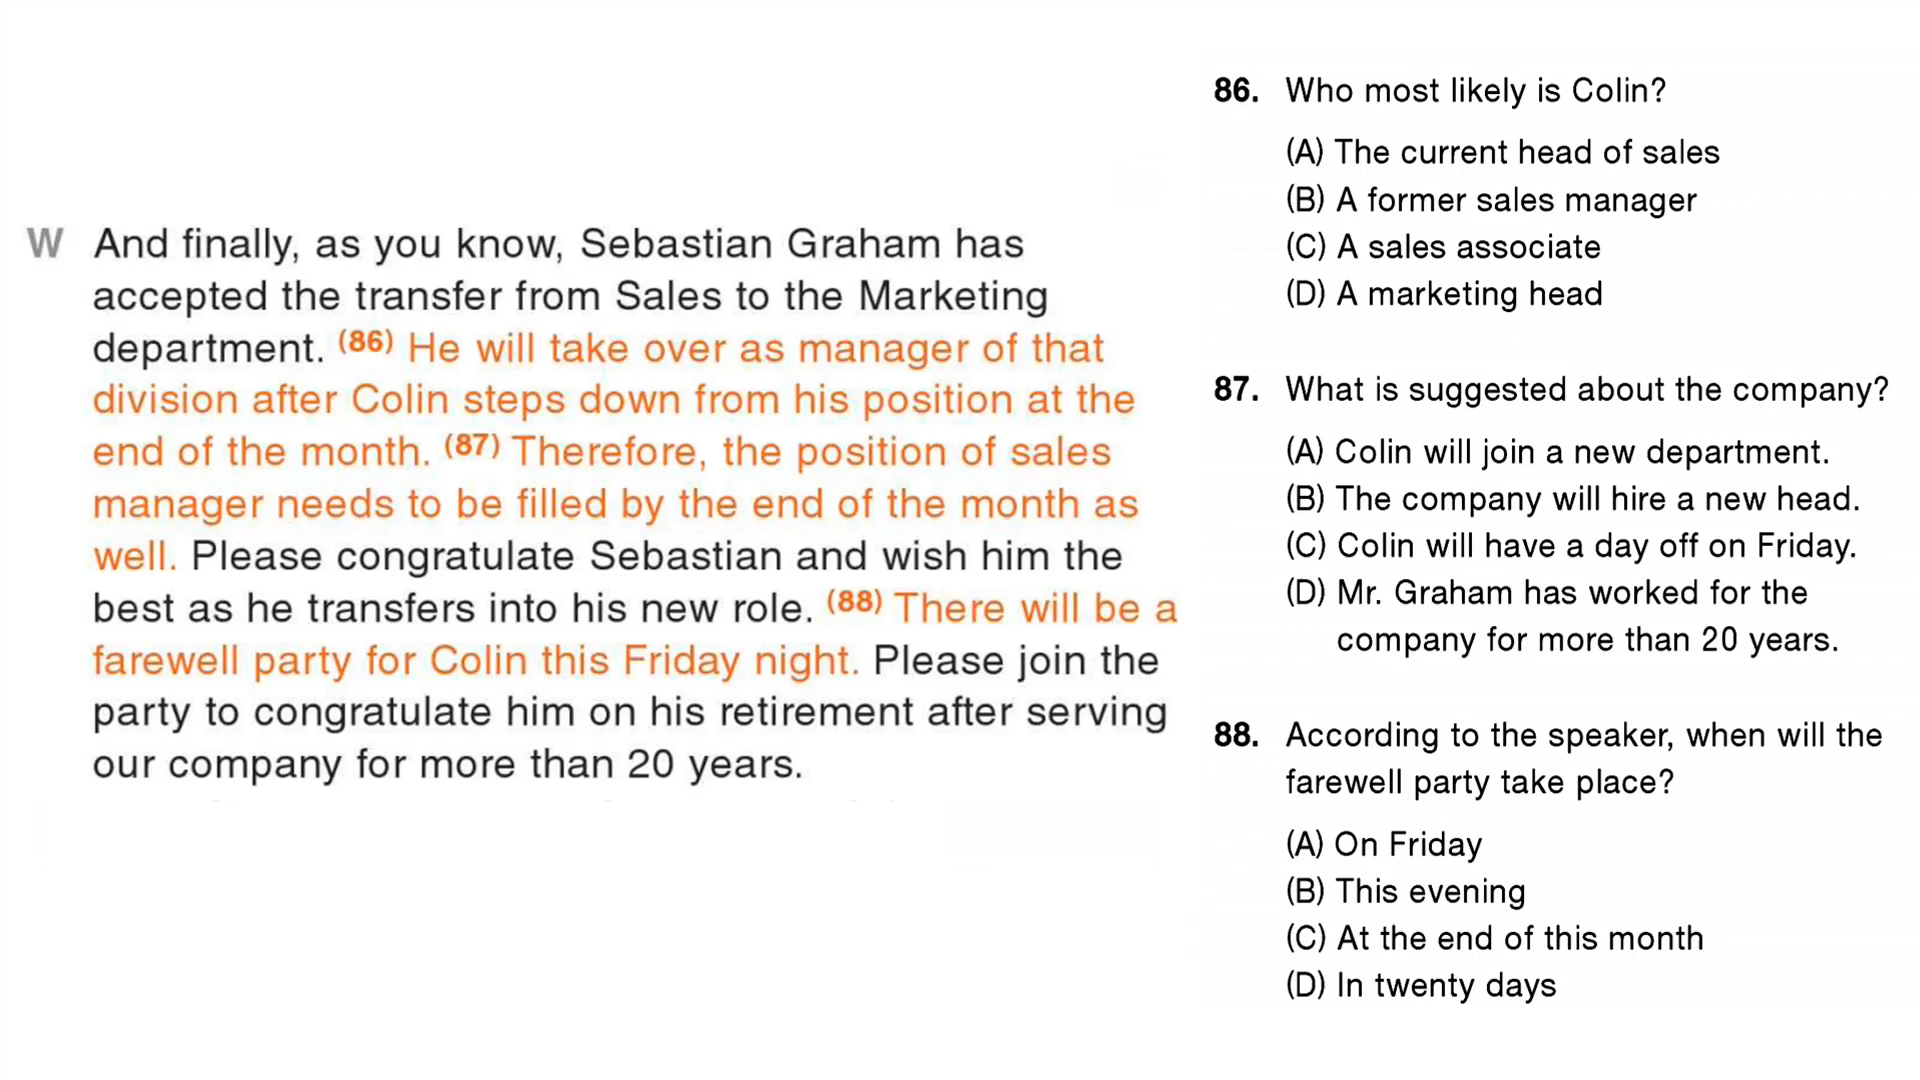 W And finally, as you know, Sebastian Graham has
accepted the transfer from Sales to the Marketing
department. (86) He will take over as manager of that
division after Colin steps down from his position at the
end of the month. (87) Therefore, the position of sales
manager needs to be filled by the end of the month as
well. Please congratulate Sebastian and wish him the
best as he transfers into his new role. (88) There will be a
farewell party for Colin this Friday night. Please join the
party to congratulate him on his retirement after serving
our company for more than 20 years.
86. Who most likely is Colin?
(A) The current head of sales
(B) A former sales manager
(C) A sales associate
(D) A marketing head
87. What is suggested about the company?
(A) Colin will join a new department.
(B) The company will hire a new head.
(C) Colin will have a day off on Friday.
(D) Mr. Graham has worked for the
company for more than 20 years.
88. According to the speaker, when will the
farewell party take place?
(A) On Friday
(B) This evening
(C) At the end of this month
(D) In twenty days